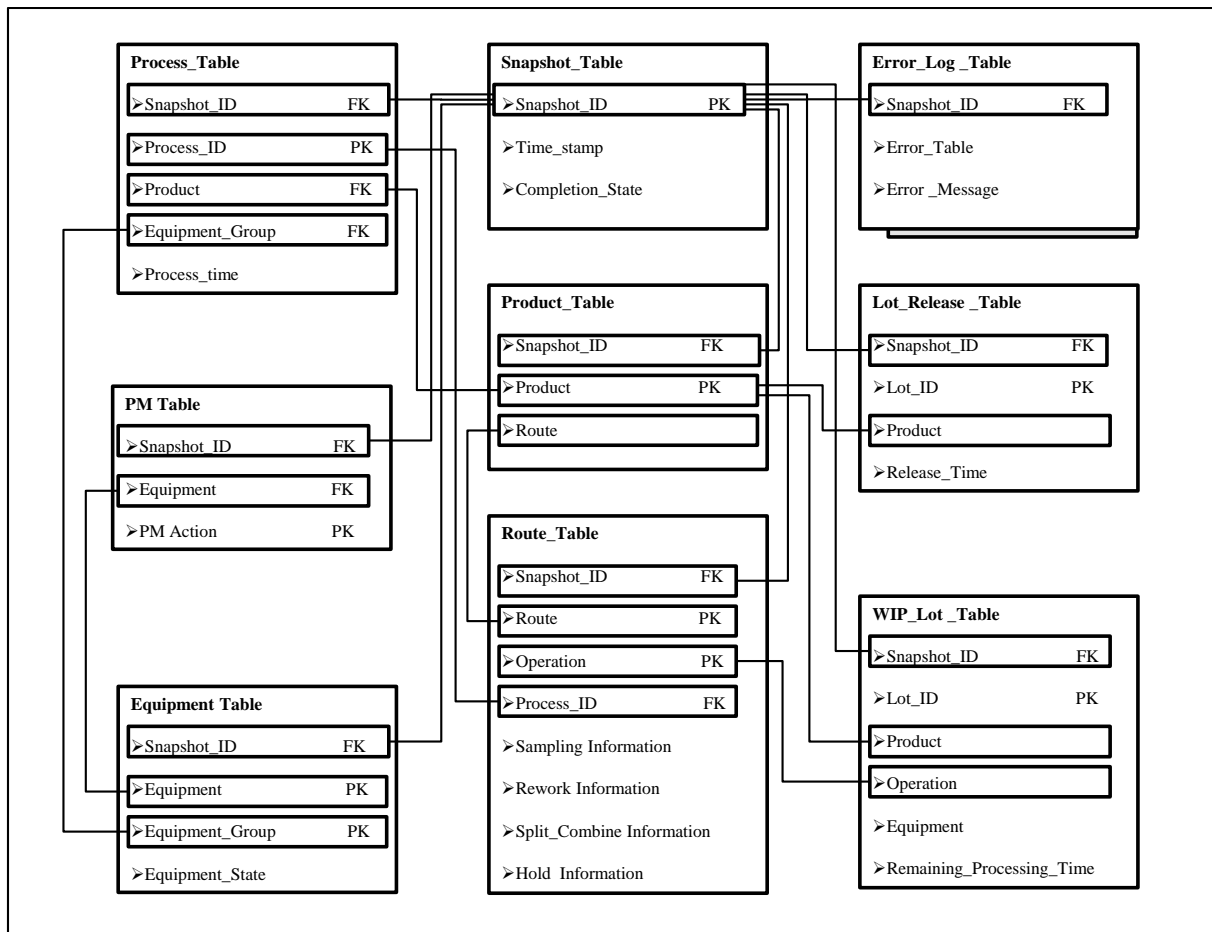 Process_Table
➢Snapshot_ID FK
➢Process_ID PK
➢Product FK
➢Equipment_Group FK
➢Process_time
PM Table
➢Snapshot_ID FK
➢Equipment FK
➢PM Action PK
Equipment Table
➢Snapshot_ID FK
➢Equipment PK
➢Equipment_Group PK
➢Equipment_State
Snapshot_Table
➢Snapshot_ID PK
➢Time_stamp
➢Completion_State
Product_Table
➢Snapshot_ID FK
➢Product PK
➢Route
Route_Table
➢Snapshot_ID FK
➢Route PK
➢Operation PK
➢Process_ID FK
➢Sampling Information
➢Rework Information
➢Split_Combine Information
➢Hold Information
Error_Log _Table
➢Snapshot_ID FK
➢Error_Table
➢Error _Message
Lot_Release _Table
➢Snapshot_ID FK
➢Lot_ID PK
➢Product
➢Release_Time
WIP_Lot _Table
➢Snapshot_ID FK
➢Lot_ID PK
➢Product
➢Operation
➢Equipment
➢Remaining_Processing_Time